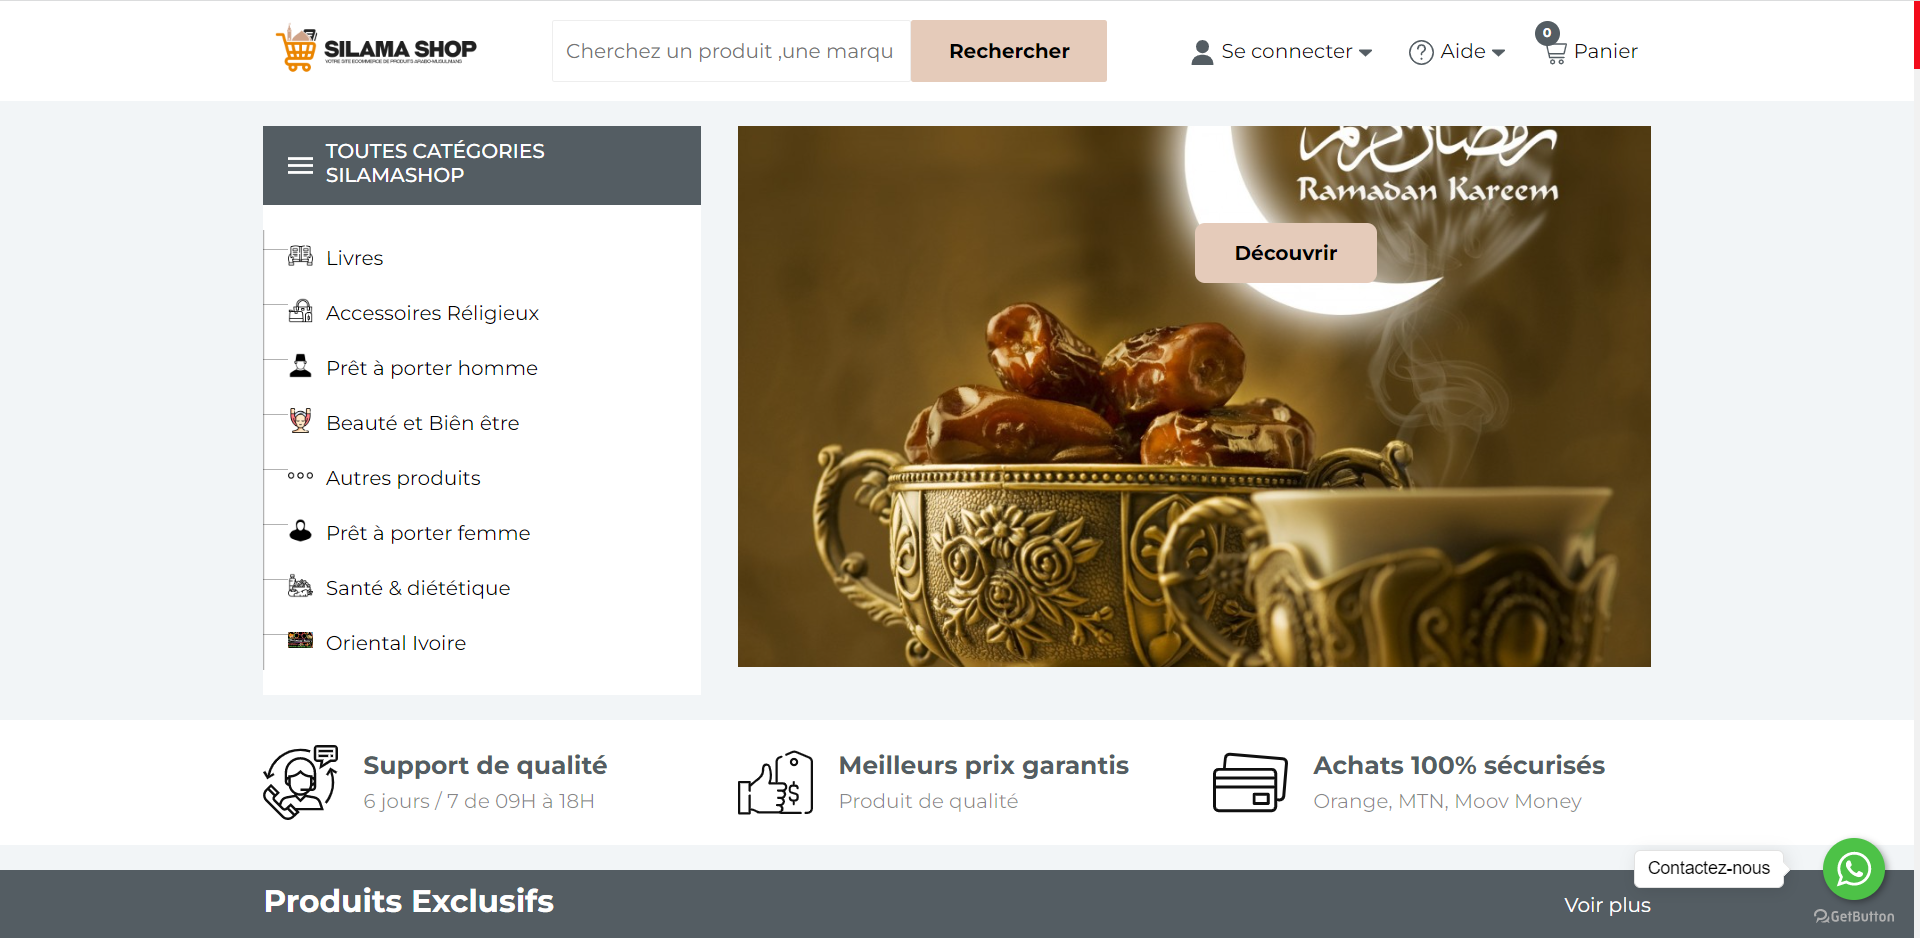 SILAMA SHOP
VOTRE SITE ECOMMERCE DE PRODUITS ARABO-MUSULMANS
Cherchez un produit ,une marqu
Rechercher
Se connecter
Aide
0
Panier
TOUTES CATÉGORIES
SILAMASHOP
Livres
Accessoires Réligieux
Prêt à porter homme
Beauté et Biên être
Autres produits
Prêt à porter femme
Santé & diététique
Oriental Ivoire
رمضان كريم
Ramadan Kareem
Découvrir
Support de qualité
6 jours / 7 de 09H à 18H
Meilleurs prix garantis
Produit de qualité
Achats 100% sécurisés
Orange, MTN, Moov Money
Contactez-nous
Produits Exclusifs
Voir plus
GetButton